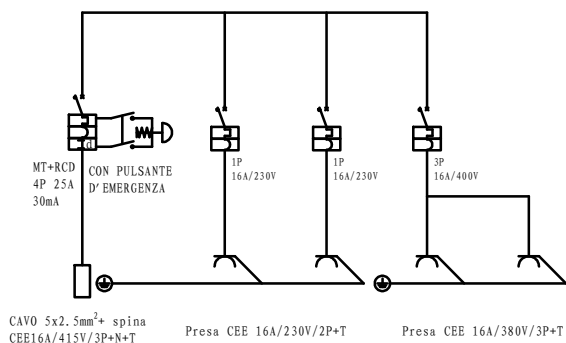 d
MT+RCD
4P 25A
30mA
CON PULSANTE
D'EMERGENZA
1P
16A/230V
1P
16A/230V
3P
16A/400V
CAVO 5x2.5mm²+ spina
CEE16A/415V/3P+N+T
Presa CEE 16A/230V/2P+T
Presa CEE 16A/380V/3P+T